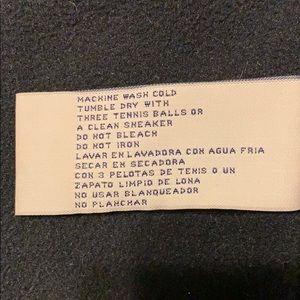 MACHINE WASH COLD
TUMBLE DRY WITH
THREE TENNIS BALLS OR
A CLEAN SNEAKER
DO NOT BLEACH
DO NOT IRON
LAVAR EN LAVADORA CON AGUA FRIA
SECAR EN SECADORA
CON 3 PELOTAS DE TENIS O UN
ZAPATO LIMPIO DE LONA
NO USAR BLANQUEADOR
NO PLANCHAR